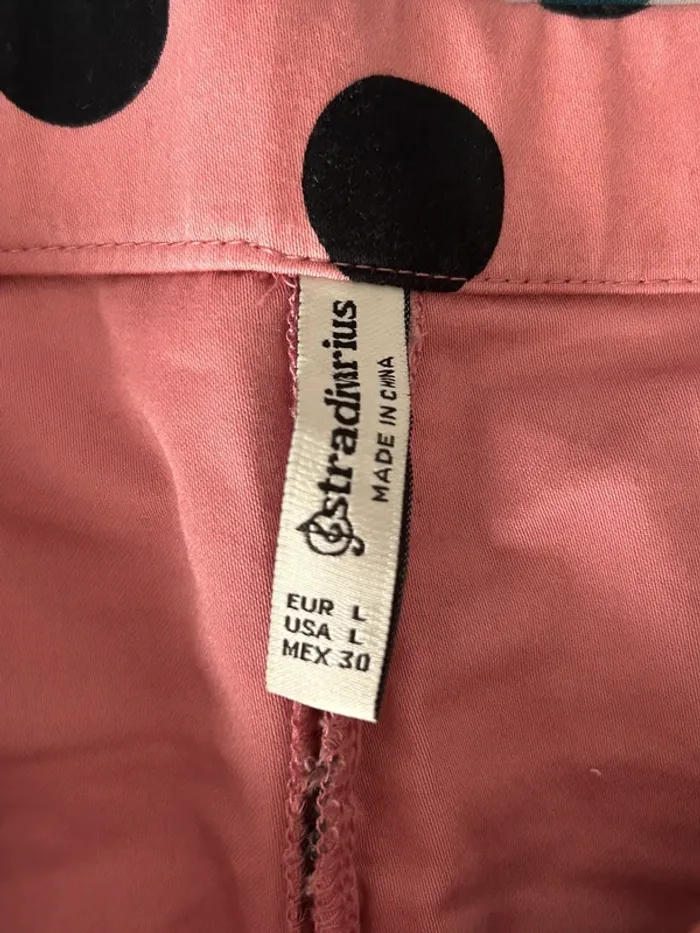 stradivarius
MADE IN CHINA
EUR L
USA L
MEX 30